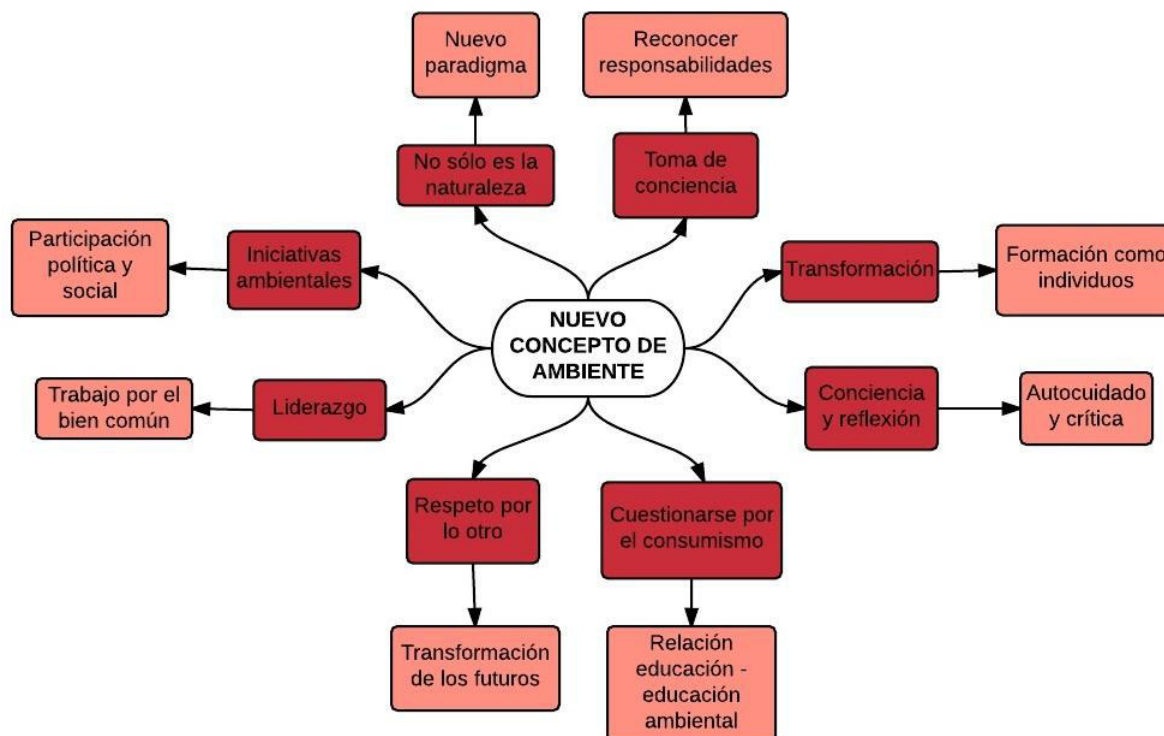 Nuevo
paradigma
Reconocer
responsabilidades
No sólo es la
naturaleza
Toma de
conciencia
Participación
política y
social
Iniciativas
ambientales
Transformación
Formación como
individuos
NUEVO
CONCEPTO DE
AMBIENTE
Trabajo por el
bien común
Liderazgo
Conciencia
y reflexión
Autocuidado
y crítica
Respeto por
lo otro
Cuestionarse por
el consumismo
Transformación
de los futuros
Relación
educación -
educación
ambiental